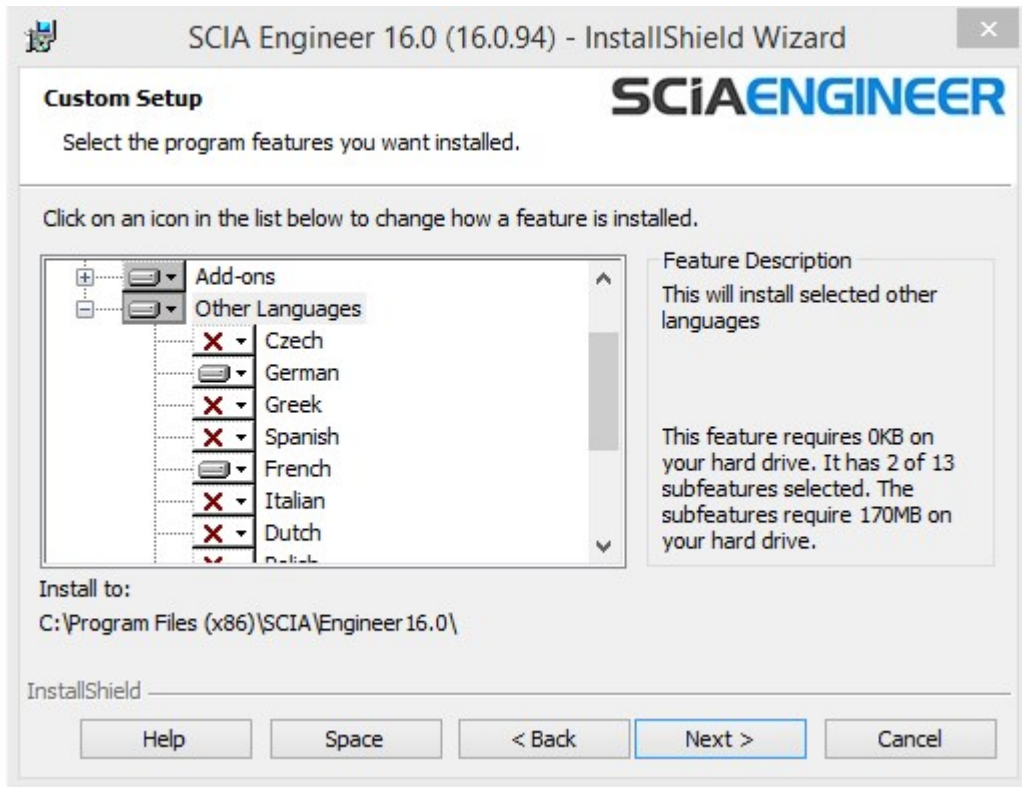 SCIA Engineer 16.0 (16.0.94) - InstallShield Wizard
Custom Setup
SCiAENGINEER
Select the program features you want installed.
Click on an icon in the list below to change how a feature is installed.
Add-ons
Other Languages
Czech
German
Greek
Spanish
French
Italian
Dutch
Polish
Feature Description
This will install selected other
languages
This feature requires 0KB on
your hard drive. It has 2 of 13
subfeatures selected. The
subfeatures require 170MB on
your hard drive.
Install to:
C:\Program Files (x86)\SCIA\Engineer16.0\
InstallShield
Help
Space
< Back
Next >
Cancel